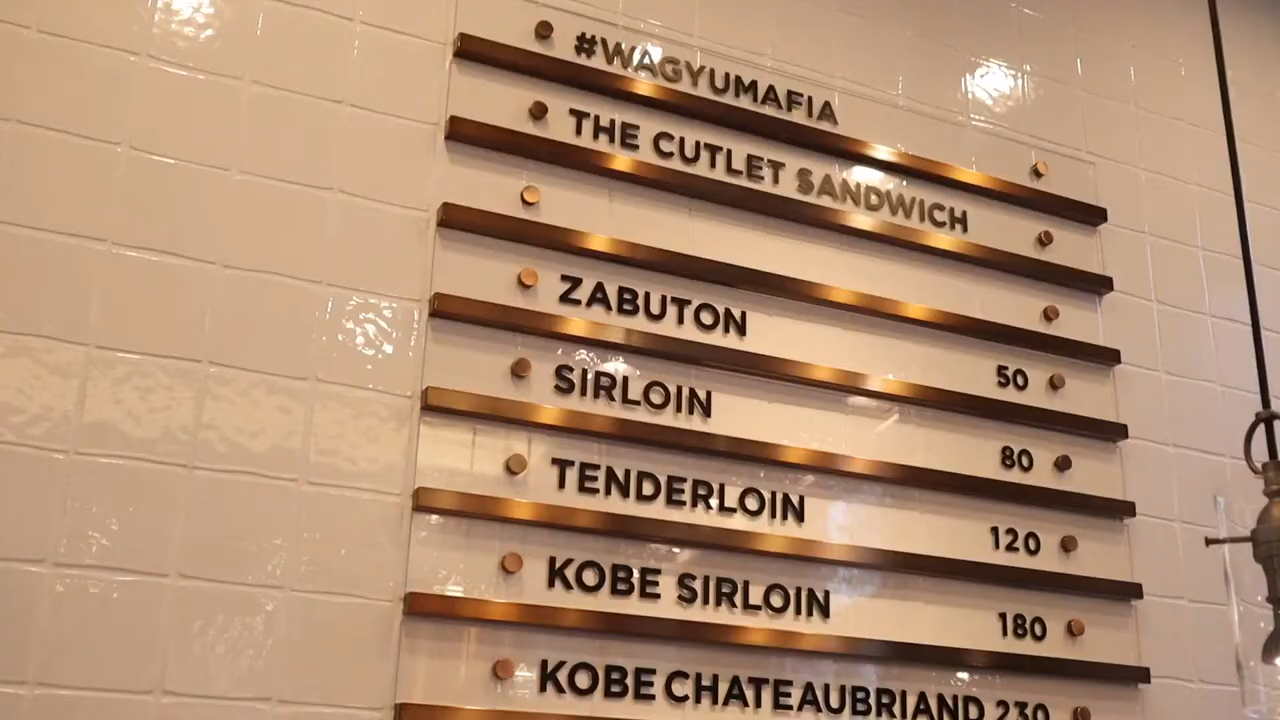 #WAGYUMAFIA
THE CUTLET SANDWICH
ZABUTON 50
SIRLOIN 80
TENDERLOIN 120
KOBE SIRLOIN 180
KOBE CHATEAUBRIAND 230